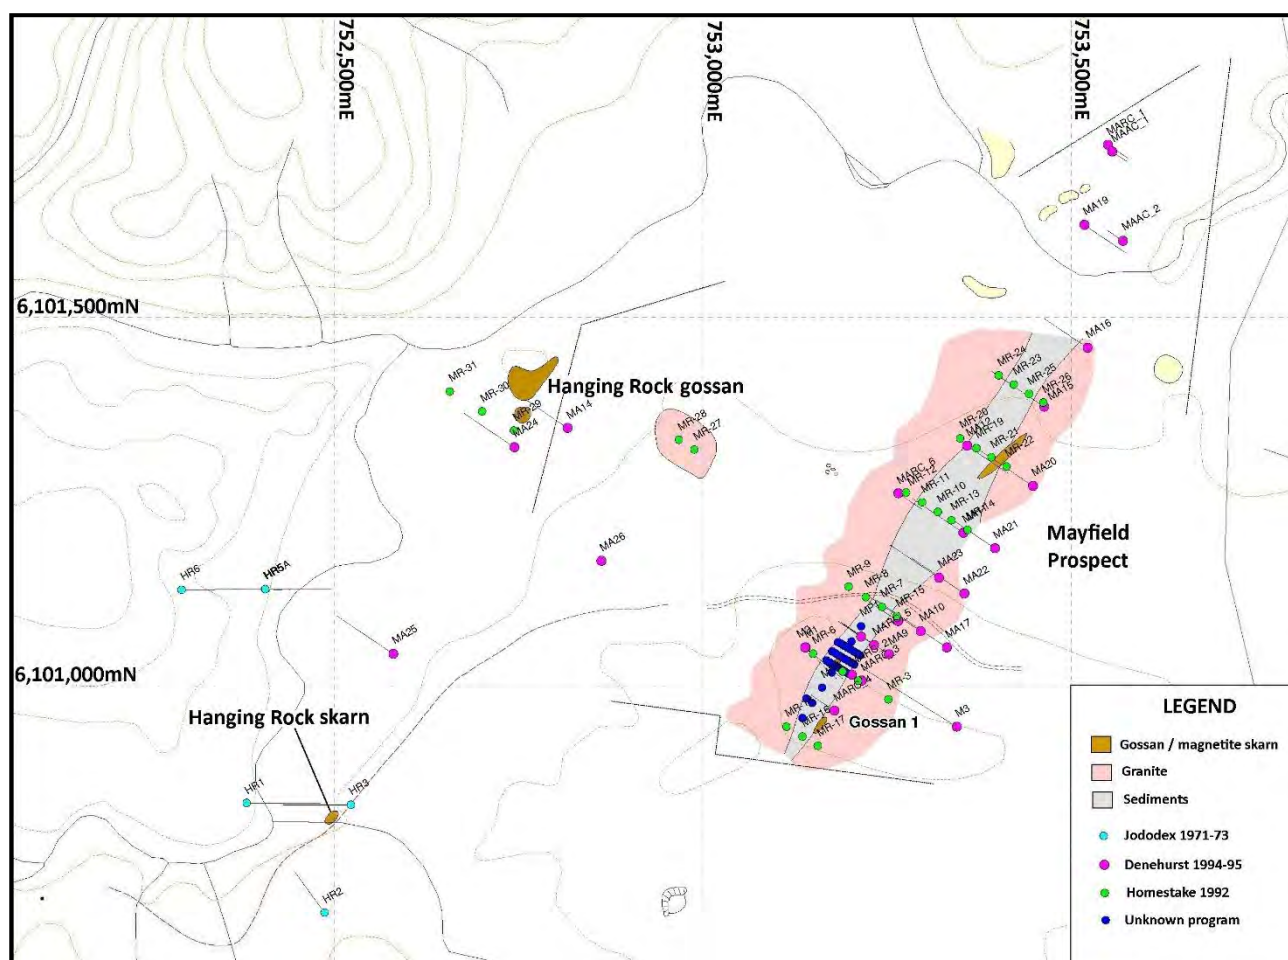 752,500mE
753,000mE
753,500mE
MARC_1
MAAC_1
MA19
MAAC_2
6,101,500mN
MA16
MR-31
MR-30
MR-29
MA24
MA14
Hanging Rock gossan
MR-28
MR-27
MR-24
MR-23
MR-25
MR-26
MA15
MR-20
MA12
MR-19
MR-21
MR-22
MA20
MARC_6
MR-12
MR-11
MR-10
MR-13
MR-14
MA21
Mayfield
Prospect
MA26
HR6
HR5A
MA23
MA22
MR-9
MR-8
MR-7
MR-15
MA10
MA17
MA9
MR-6
MA25
6,101,000mN
MR-3
M3
MARC_4
MR-16
MR-17
Gossan 1
Hanging Rock skarn
HR1
HR3
HR2
LEGEND
Gossan / magnetite skarn
Granite
Sediments
Jododex 1971-73
Denehurst 1994-95
Homestake 1992
Unknown program